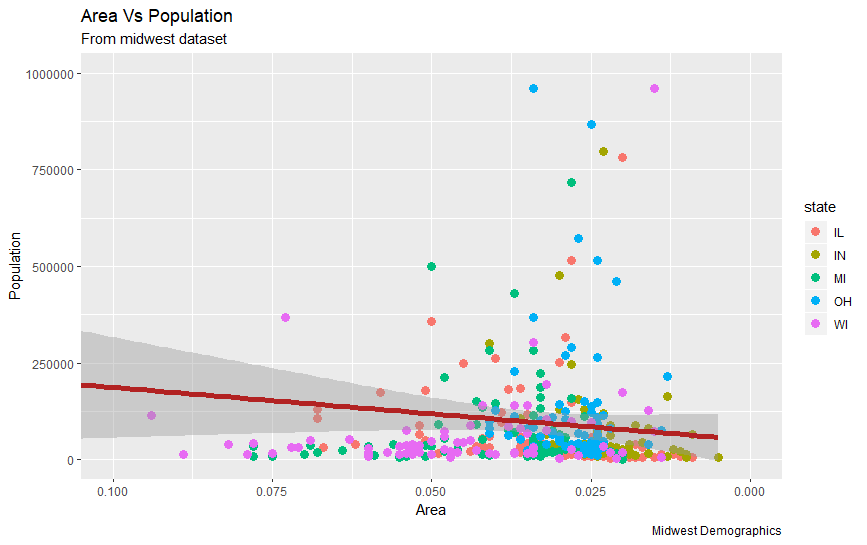 Area Vs Population
From midwest dataset
1000000
750000
500000
250000
0
Population
0.100 0.075 0.050 0.025 0.000
Area
state
IL
IN
MI
OH
WI
Midwest Demographics